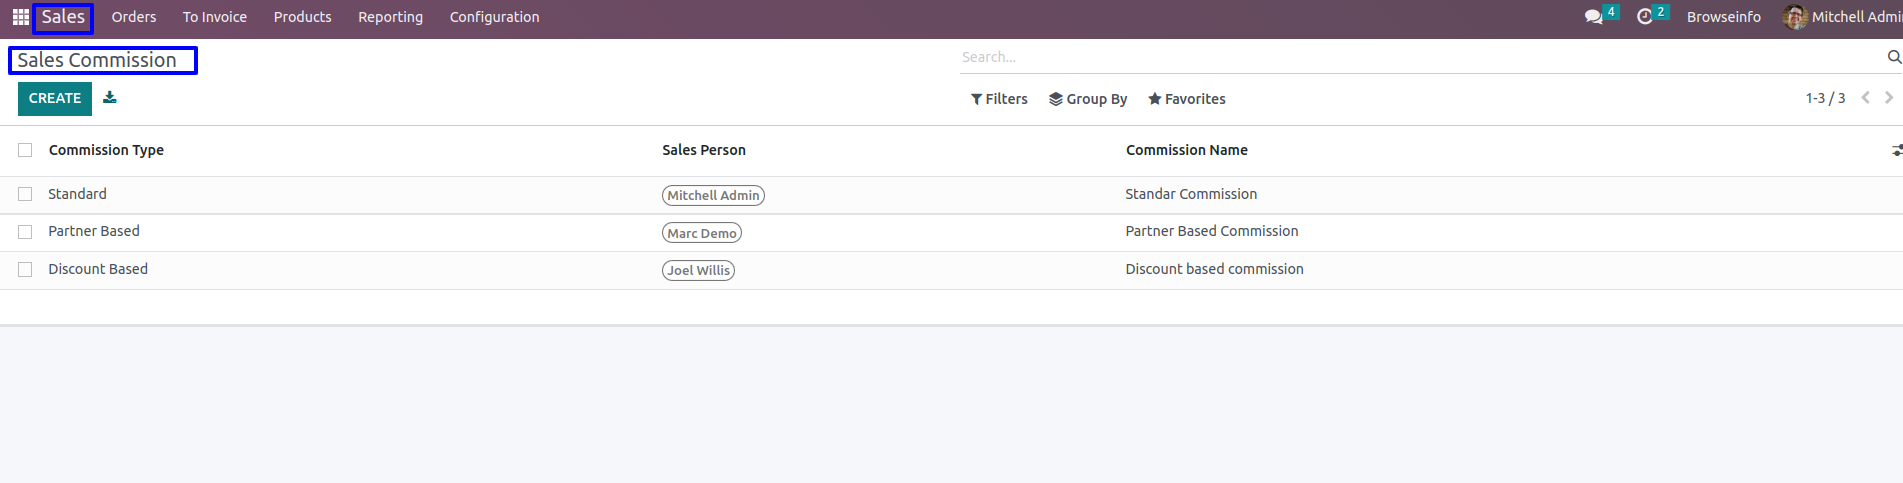 Sales Orders To Invoice Products Reporting Configuration 4 2 Browseinfo Mitchell Admi
Sales Commission Search...
CREATE Filters Group By Favorites 1-3 / 3
Commission Type Sales Person Commission Name
Standard Mitchell Admin Standar Commission
Partner Based Marc Demo Partner Based Commission
Discount Based Joel Willis Discount based commission